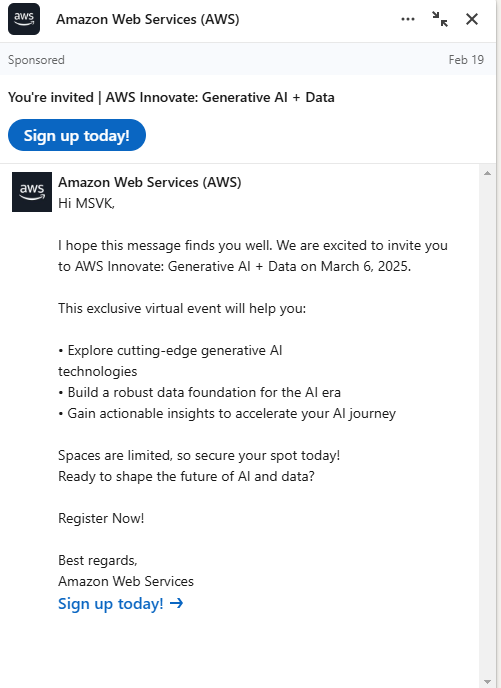 aws
Amazon Web Services (AWS)
Sponsored
Feb 19
You're invited | AWS Innovate: Generative AI + Data
Sign up today!
aws
Amazon Web Services (AWS)
Hi MSVK,
I hope this message finds you well. We are excited to invite you
to AWS Innovate: Generative AI + Data on March 6, 2025.
This exclusive virtual event will help you:
• Explore cutting-edge generative AI
technologies
• Build a robust data foundation for the AI era
• Gain actionable insights to accelerate your AI journey
Spaces are limited, so secure your spot today!
Ready to shape the future of AI and data?
Register Now!
Best regards,
Amazon Web Services
Sign up today! →